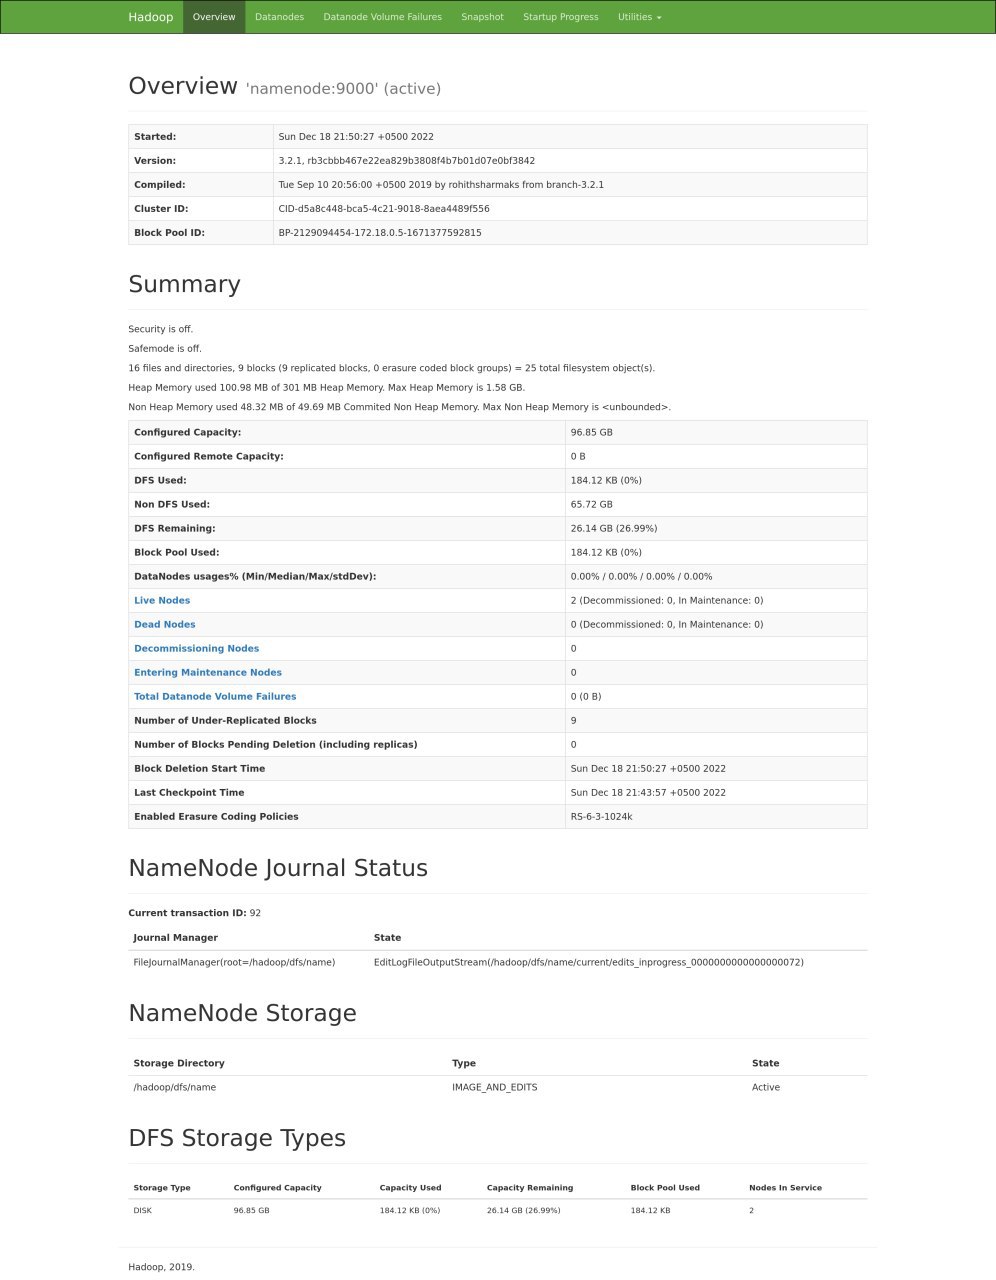 Hadoop Overview Datanodes Datanode Volume Failures Snapshot Startup Progress Utilities
Overview 'namenode:9000' (active)
Started: Sun Dec 18 21:50:27 +0500 2022
Version: 3.2.1, rb3cbbb467e22ea829b3808f4b7b01d07e0bf3842
Compiled: Tue Sep 10 20:56:00 +0500 2019 by rohithsharmaks from branch-3.2.1
Cluster ID: CID-d5a8c448-bca5-4c21-9018-8aea4489f556
Block Pool ID: BP-2129094454-172.18.0.5-1671377592815
Summary
Security is off.
Safemode is off.
16 files and directories, 9 blocks (9 replicated blocks, 0 erasure coded block groups) = 25 total filesystem object(s).
Heap Memory used 100.98 MB of 301 MB Heap Memory. Max Heap Memory is 1.58 GB.
Non Heap Memory used 48.32 MB of 49.69 MB Commited Non Heap Memory. Max Non Heap Memory is <unbounded>.
Configured Capacity: 96.85 GB
Configured Remote Capacity: 0 B
DFS Used: 184.12 KB (0%)
Non DFS Used: 65.72 GB
DFS Remaining: 26.14 GB (26.99%)
Block Pool Used: 184.12 KB (0%)
DataNodes usages% (Min/Median/Max/stdDev): 0.00% / 0.00% / 0.00% / 0.00%
Live Nodes 2 (Decommissioned: 0, In Maintenance: 0)
Dead Nodes 0 (Decommissioned: 0, In Maintenance: 0)
Decommissioning Nodes 0
Entering Maintenance Nodes 0
Total Datanode Volume Failures 0 (0 B)
Number of Under-Replicated Blocks 9
Number of Blocks Pending Deletion (including replicas) 0
Block Deletion Start Time Sun Dec 18 21:50:27 +0500 2022
Last Checkpoint Time Sun Dec 18 21:43:57 +0500 2022
Enabled Erasure Coding Policies RS-6-3-1024k
NameNode Journal Status
Current transaction ID: 92
Journal Manager State
FileJournalManager(root=/hadoop/dfs/name) EditLogFileOutputStream(/hadoop/dfs/name/current/edits_inprogress_0000000000000000072)
NameNode Storage
Storage Directory Type State
/hadoop/dfs/name IMAGE_AND_EDITS Active
DFS Storage Types
Storage Type Configured Capacity Capacity Used Capacity Remaining Block Pool Used Nodes In Service
DISK 96.85 GB 184.12 KB (0%) 26.14 GB (26.99%) 184.12 KB 2
Hadoop, 2019.